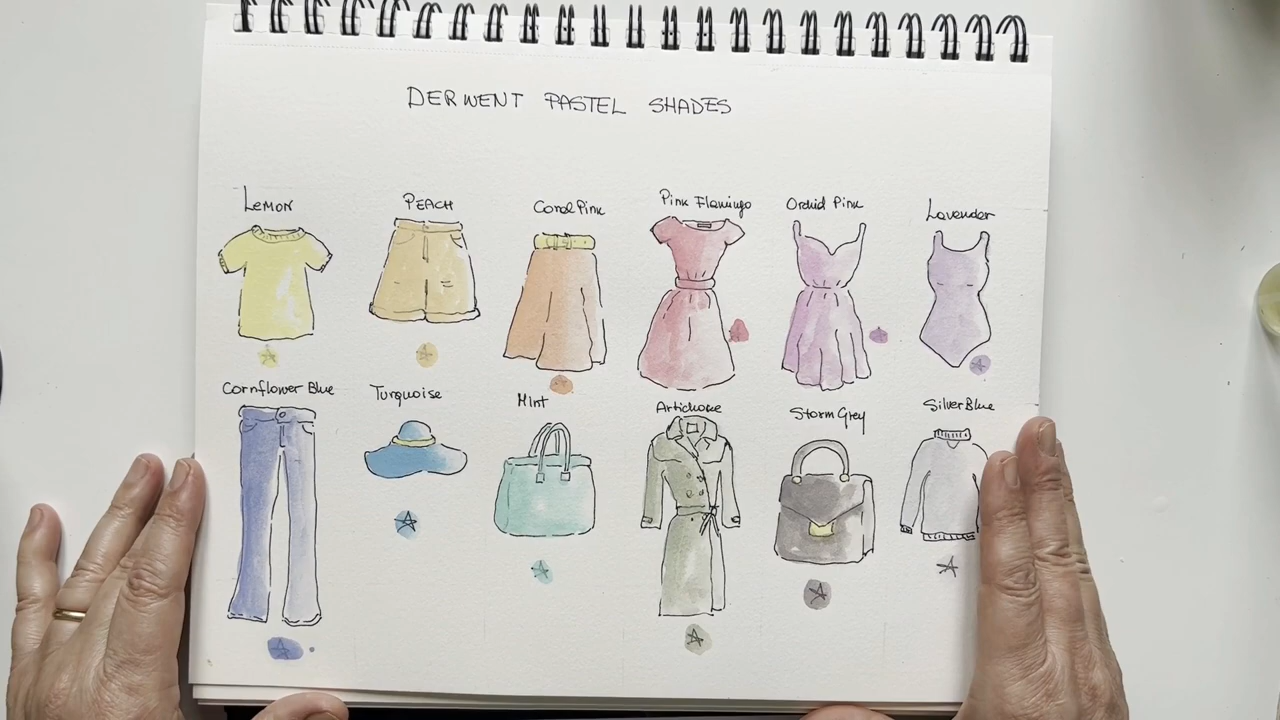 DERWENT PASTEL SHADES
LEMON
PEACH
Coral Pink
Pink Flamingo
Orchid Pink
Lavender
Cornflower Blue
Turquoise
MInt
Artichoke
Storm Grey
Silver Blue